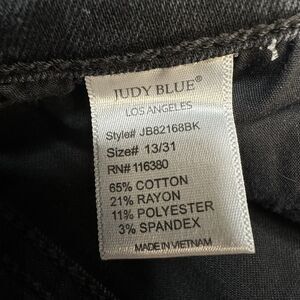 JUDY BLUE®
LOS ANGELES
Style# JB82168BK
Size# 13/31
RN# 116380
65% COTTON
21% RAYON
11% POLYESTER
3% SPANDEX
MADE IN VIETNAM